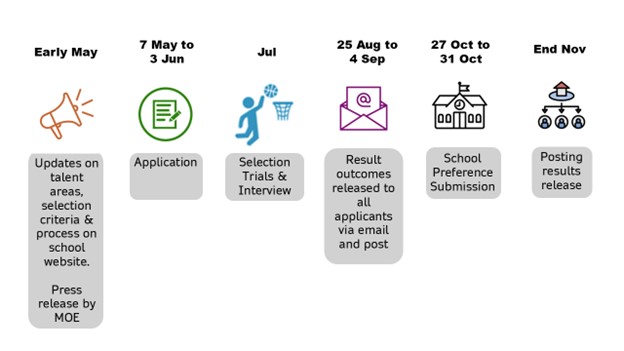 Early May
7 May to
3 Jun
Jul
25 Aug to
4 Sep
27 Oct to
31 Oct
End Nov
@
Updates on
talent
areas,
selection
criteria &
process on
school
website.
Press
release by
MOE
Application
Selection
Trials &
Interview
Result
outcomes
released to
all
applicants
via email
and post
School
Preference
Submission
Posting
results
release